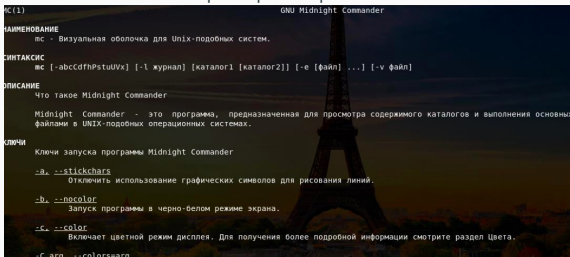 MC(1) GNU Midnight Commander
НАИМЕНОВАНИЕ
mc - Визуальная оболочка для Unix-подобных систем.
СИНТАКСИС
mc [-abcCdfhPstuUVx] [-l журнал] [каталог1 [каталог2]] [-e [файл] ...] [-v файл]
ОПИСАНИЕ
Что такое Midnight Commander
Midnight Commander - это программа, предназначенная для просмотра содержимого каталогов и выполнения основны
файлами в UNIX-подобных операционных системах.
КЛЮЧИ
Ключи запуска программы Midnight Commander
-a, --stickchars
Отключить использование графических символов для рисования линий.
-b, --nocolor
Запуск программы в черно-белом режиме экрана.
-c, --color
Включает цветной режим дисплея. Для получения более подробной информации смотрите раздел Цвета.
-C arg, --colors=arg